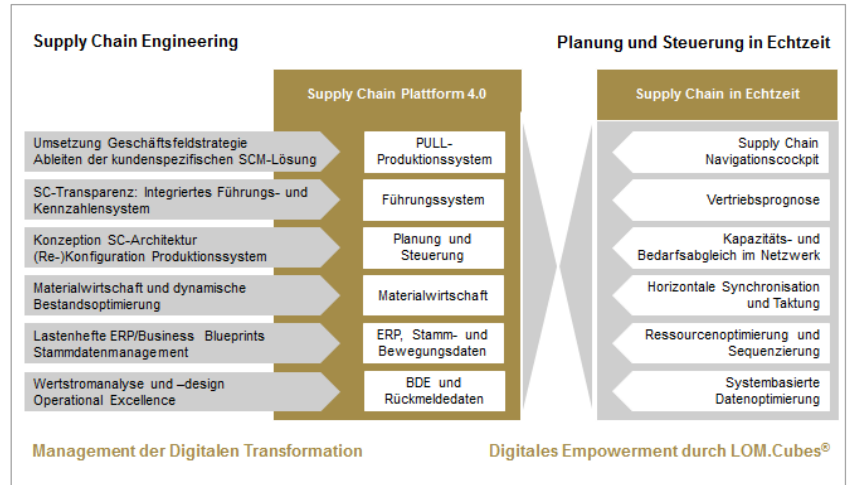 Supply Chain Engineering
Planung und Steuerung in Echtzeit
Supply Chain Plattform 4.0
Supply Chain in Echtzeit
Umsetzung Geschäftsfeldstrategie
Ableiten der kundenspezifischen SCM-Lösung
PULL-
Produktionssystem
Supply Chain
Navigationscockpit
SC-Transparenz: Integriertes Führungs- und
Kennzahlensystem
Führungssystem
Vertriebsprognose
Konzeption SC-Architektur
(Re-)Konfiguration Produktionssystem
Planung und
Steuerung
Kapazitäts- und
Bedarfsabgleich im Netzwerk
Materialwirtschaft und dynamische
Bestandsoptimierung
Materialwirtschaft
Horizontale Synchronisation
und Taktung
Lastenhefte ERP/Business Blueprints
Stammdatenmanagement
ERP, Stamm- und
Bewegungsdaten
Ressourcenoptimierung und
Sequenzierung
Wertstromanalyse und –design
Operational Excellence
BDE und
Rückmeldedaten
Systembasierte
Datenoptimierung
Management der Digitalen Transformation
Digitales Empowerment durch LOM.Cubes®